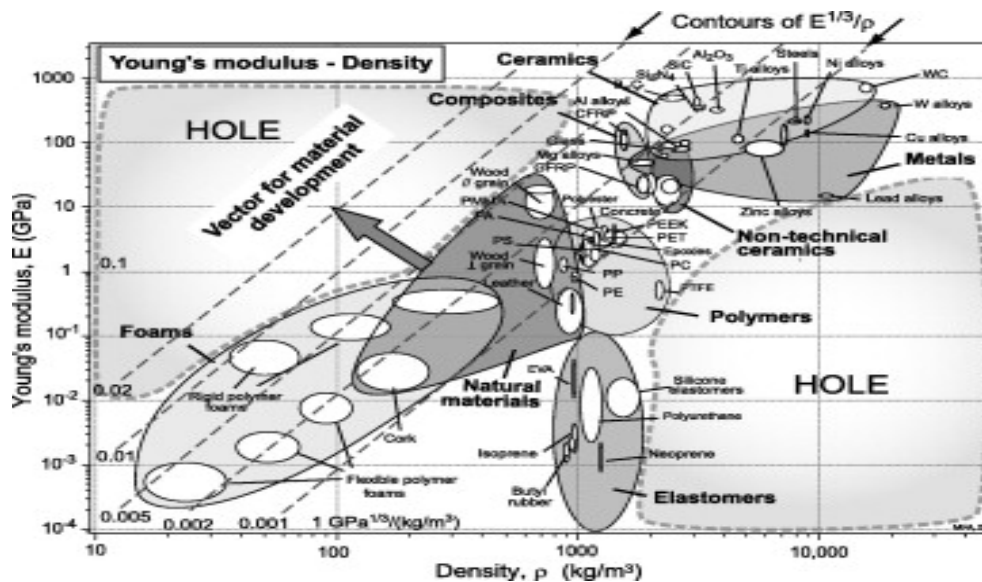 Contours of E^1/3/ρ
Young's modulus - Density
Ceramics
Al2O3
Steels
SiC
Ti alloys
Ni alloys
Si3N4
B4C
WC
Composites
Al alloys
CFRP
W alloys
HOLE
Glass
Cu alloys
Mg alloys
GFRP
Metals
Vector for material
development
Wood
// grain
Polyester
PMMA
Concrete
Zinc alloys
Lead alloys
PA
PEEK
PET
Non-technical
ceramics
PS
Epoxies
PC
Wood
⊥ grain
PP
Leather
PE
PTFE
Foams
Polymers
Natural
materials
EVA
Silicone
elastomers
HOLE
Rigid polymer
foams
Cork
Polyurethane
Isoprene
Neoprene
Flexible polymer
foams
Butyl
rubber
Elastomers
0.1
0.02
0.01
0.005
0.002
0.001
1 GPa^1/3/(kg/m³)
1000
100
10
1
10^-1
10^-2
10^-3
10^-4
Young's modulus, E (GPa)
10
100
1000
10,000
Density, ρ (kg/m³)